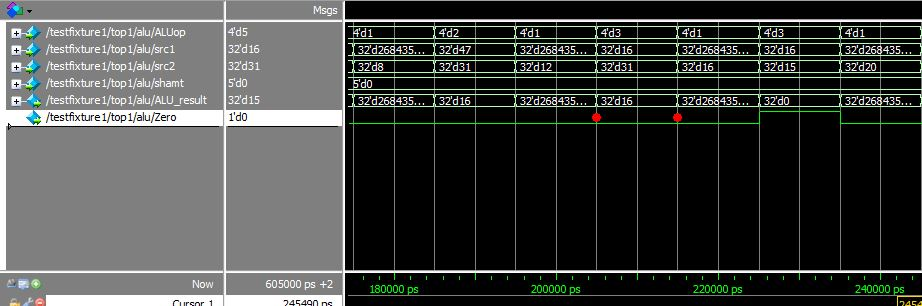 Msgs
/testfixture1/top1/alu/ALUop 4'd5 4'd1 4'd2 4'd1 4'd3 4'd1 4'd3 4'd1
/testfixture1/top1/alu/src1 32'd16 32'd268435... 32'd47 32'd268435... 32'd16 32'd268435... 32'd16 32'd268435...
/testfixture1/top1/alu/src2 32'd31 32'd8 32'd31 32'd12 32'd31 32'd16 32'd15 32'd20
/testfixture1/top1/alu/shamt 5'd0 5'd0
/testfixture1/top1/alu/ALU_result 32'd15 32'd268435... 32'd16 32'd268435... 32'd16 32'd268435... 32'd0 32'd268435...
/testfixture1/top1/alu/Zero 1'd0
Now 605000 ps +2 180000 ps 200000 ps 220000 ps 240000 ps
Cursor 1 245490 ps